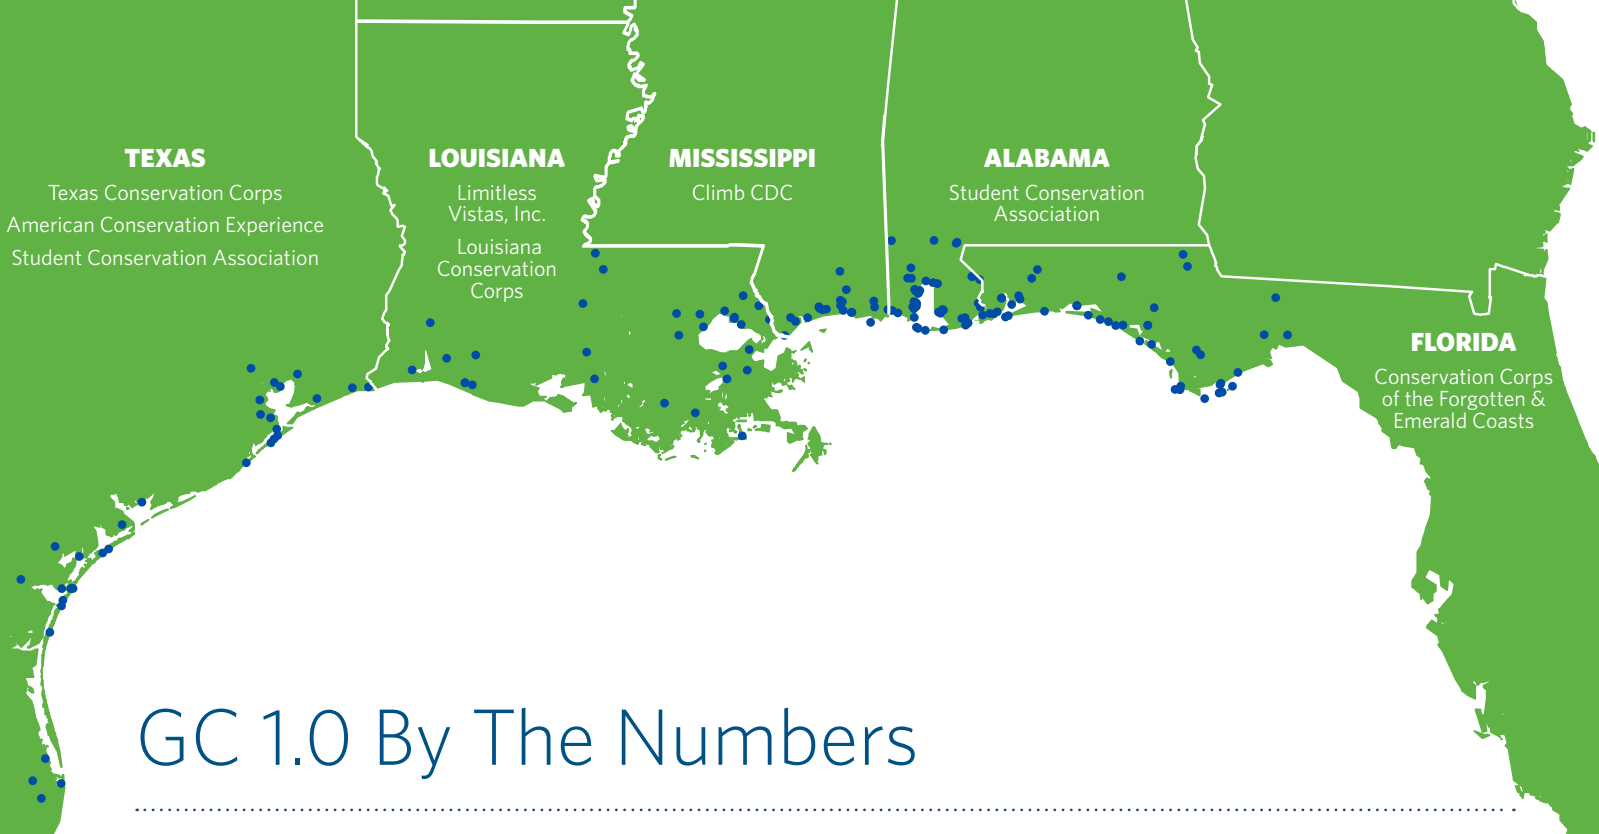 TEXAS
Texas Conservation Corps
American Conservation Experience
Student Conservation Association
LOUISIANA
Limitless
Vistas, Inc.
Louisiana
Conservation
Corps
MISSISSIPPI
Climb CDC
ALABAMA
Student Conservation
Association
FLORIDA
Conservation Corps
of the Forgotten &
Emerald Coasts
GC 1.0 By The Numbers